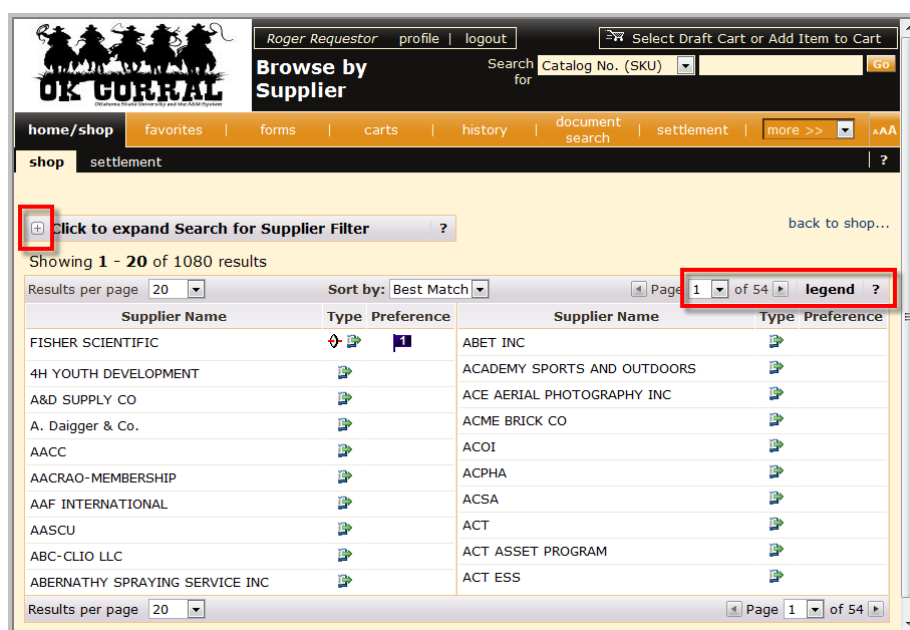 Roger Requestor profile | logout
Select Draft Cart or Add Item to Cart
Browse by Supplier
Search for Catalog No. (SKU) Go
OK CORRAL
Oklahoma State University and the A&M System
home/shop favorites | forms | carts | history | document search | settlement | more >> AAA
shop settlement ?
Click to expand Search for Supplier Filter ?
back to shop...
Showing 1 - 20 of 1080 results
Results per page 20 Sort by: Best Match Page 1 of 54 legend ?
Supplier Name Type Preference Supplier Name Type Preference
FISHER SCIENTIFIC 1 ABET INC
4H YOUTH DEVELOPMENT ACADEMY SPORTS AND OUTDOORS
A&D SUPPLY CO ACE AERIAL PHOTOGRAPHY INC
A. Daigger & Co. ACME BRICK CO
AACC ACOI
AACRAO-MEMBERSHIP ACPHA
AAF INTERNATIONAL ACSA
AASCU ACT
ABC-CLIO LLC ACT ASSET PROGRAM
ABERNATHY SPRAYING SERVICE INC ACT ESS
Results per page 20 Page 1 of 54